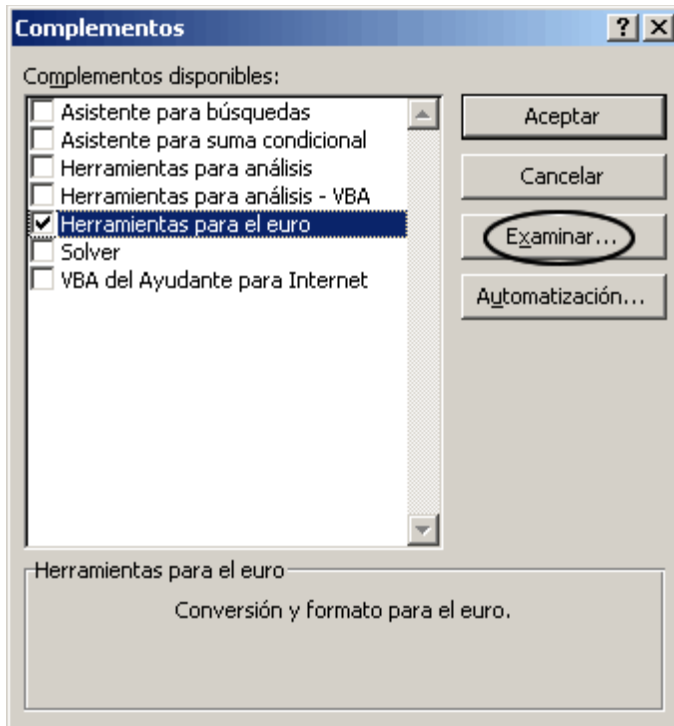 Complementos
Complementos disponibles:
Asistente para búsquedas
Asistente para suma condicional
Herramientas para análisis
Herramientas para análisis - VBA
Herramientas para el euro
Solver
VBA del Ayudante para Internet
Aceptar
Cancelar
Examinar...
Automatización...
Herramientas para el euro
Conversión y formato para el euro.